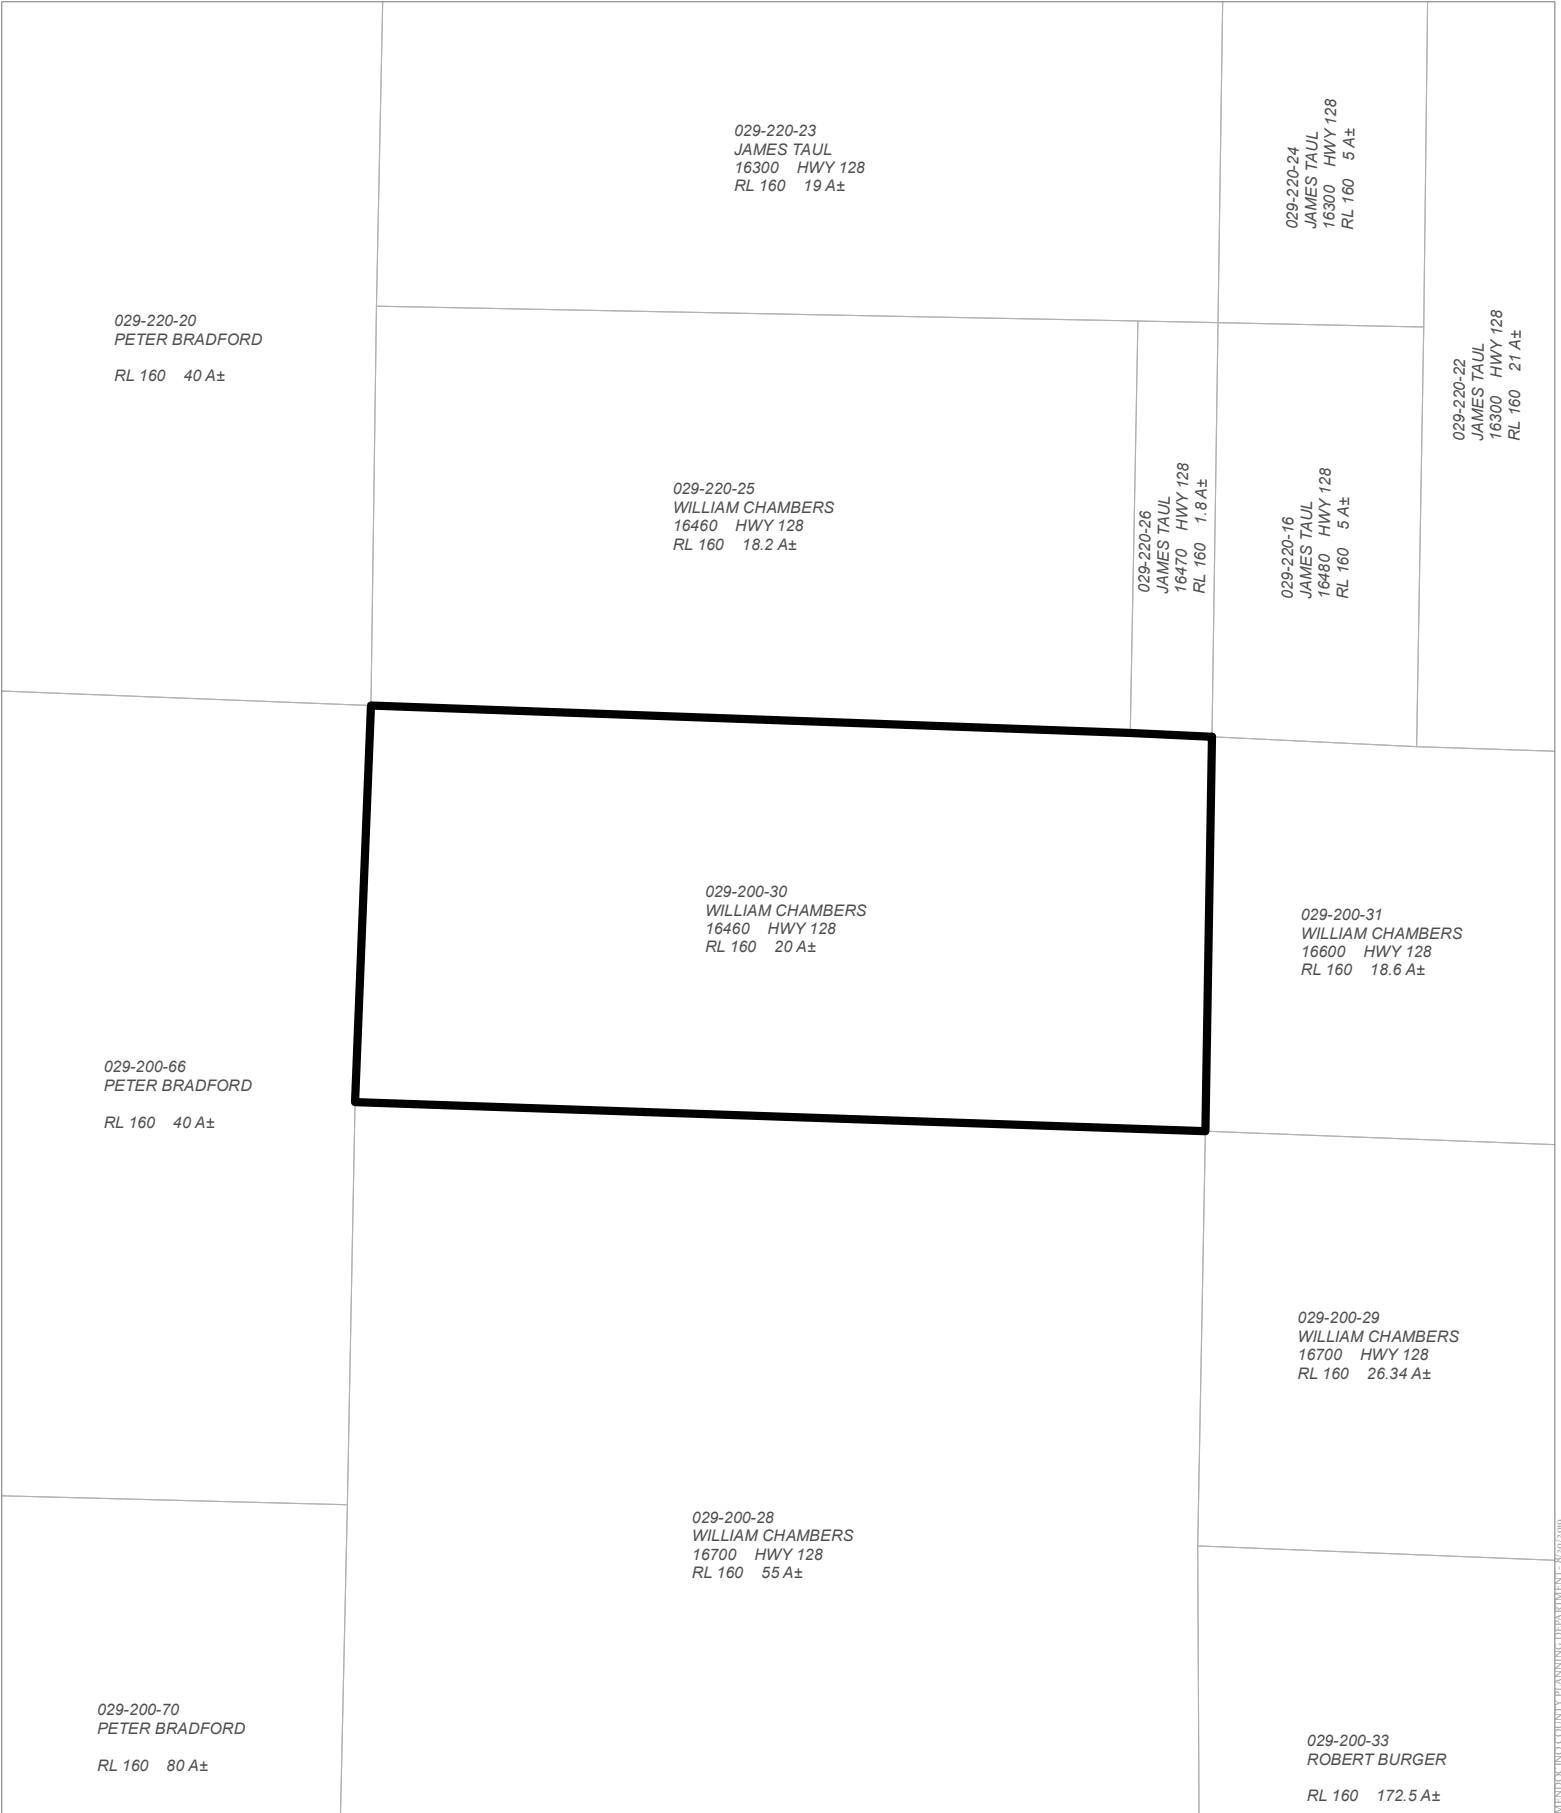 029-220-23
JAMES TAUL
16300 HWY 128
RL 160 19 A±
029-220-24
JAMES TAUL
16300 HWY 128
RL 160 5 A±
029-220-20
PETER BRADFORD
RL 160 40 A±
029-220-22
JAMES TAUL
16300 HWY 128
RL 160 21 A±
029-220-25
WILLIAM CHAMBERS
16460 HWY 128
RL 160 18.2 A±
029-220-26
JAMES TAUL
16470 HWY 128
RL 160 1.8 A±
029-220-16
JAMES TAUL
16480 HWY 128
RL 160 5 A±
029-200-30
WILLIAM CHAMBERS
16460 HWY 128
RL 160 20 A±
029-200-31
WILLIAM CHAMBERS
16600 HWY 128
RL 160 18.6 A±
029-200-66
PETER BRADFORD
RL 160 40 A±
029-200-29
WILLIAM CHAMBERS
16700 HWY 128
RL 160 26.34 A±
029-200-28
WILLIAM CHAMBERS
16700 HWY 128
RL 160 55 A±
029-200-70
PETER BRADFORD
RL 160 80 A±
029-200-33
ROBERT BURGER
RL 160 172.5 A±
MENDOCINO COUNTY PLANNING DEPARTMENT -